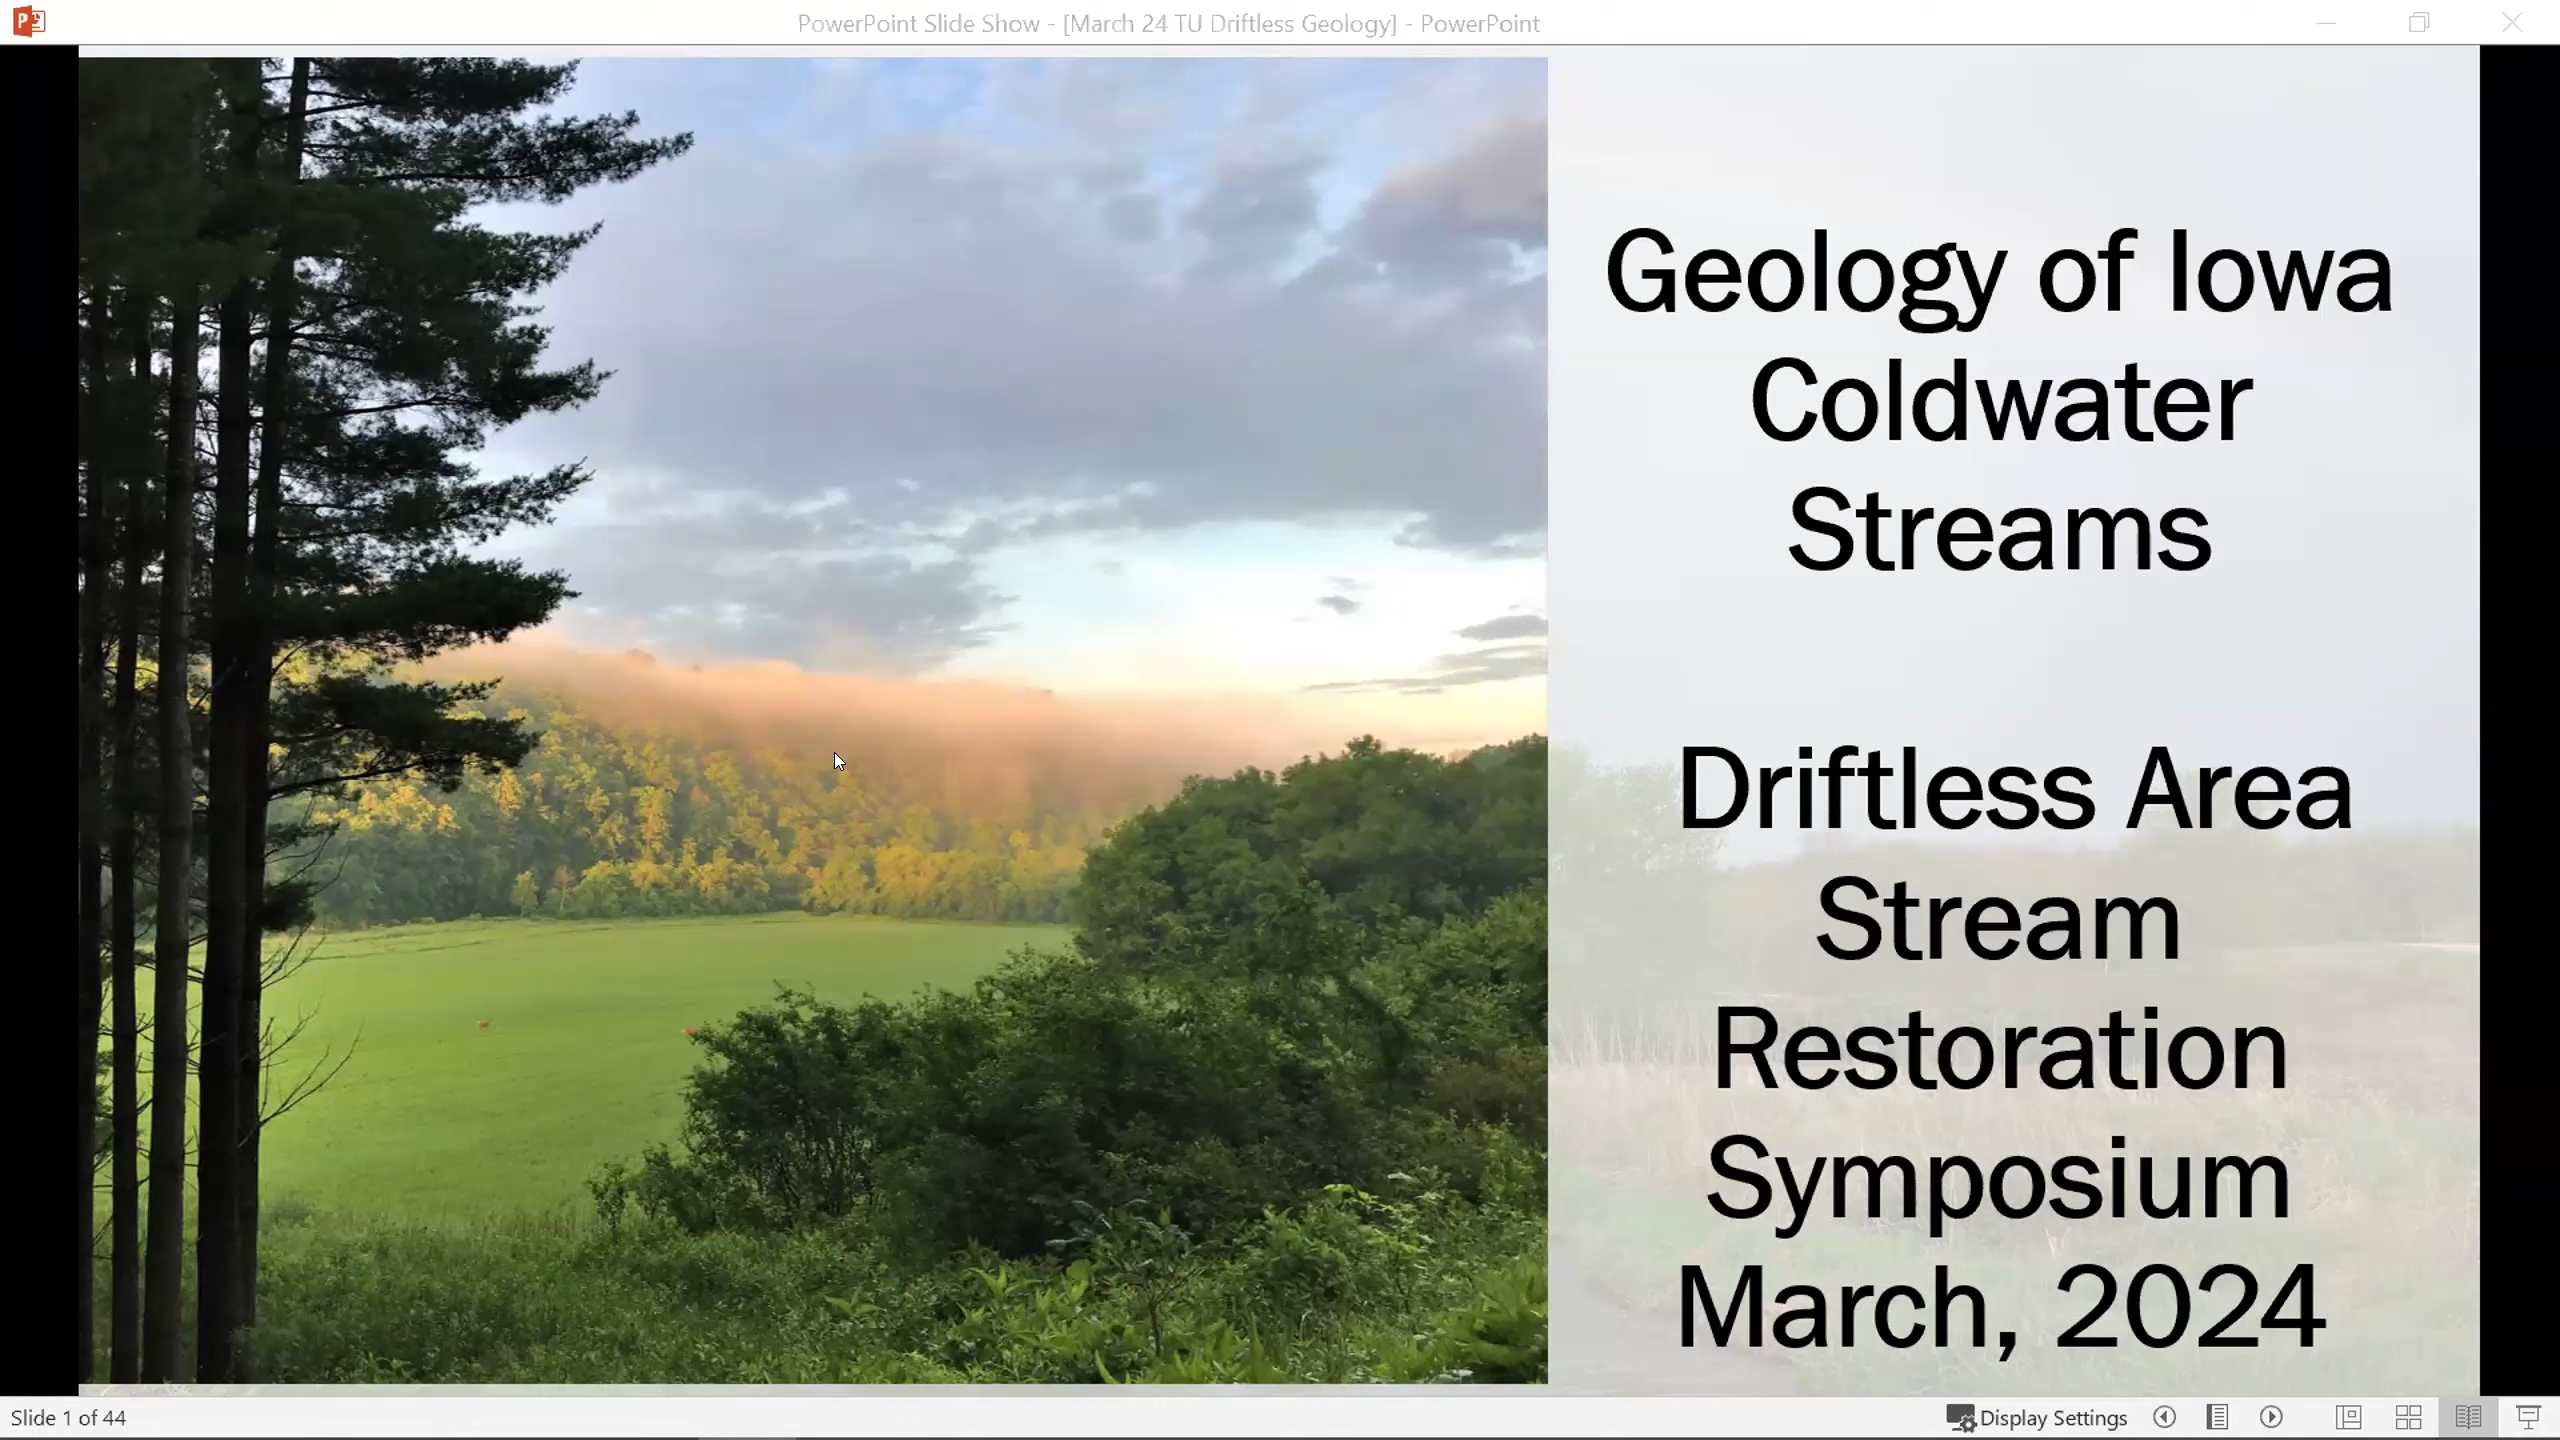 PowerPoint Slide Show - [March 24 TU Driftless Geology] - PowerPoint
Geology of Iowa
Coldwater
Streams
Driftless Area
Stream
Restoration
Symposium
March, 2024
Slide 1 of 44
Display Settings